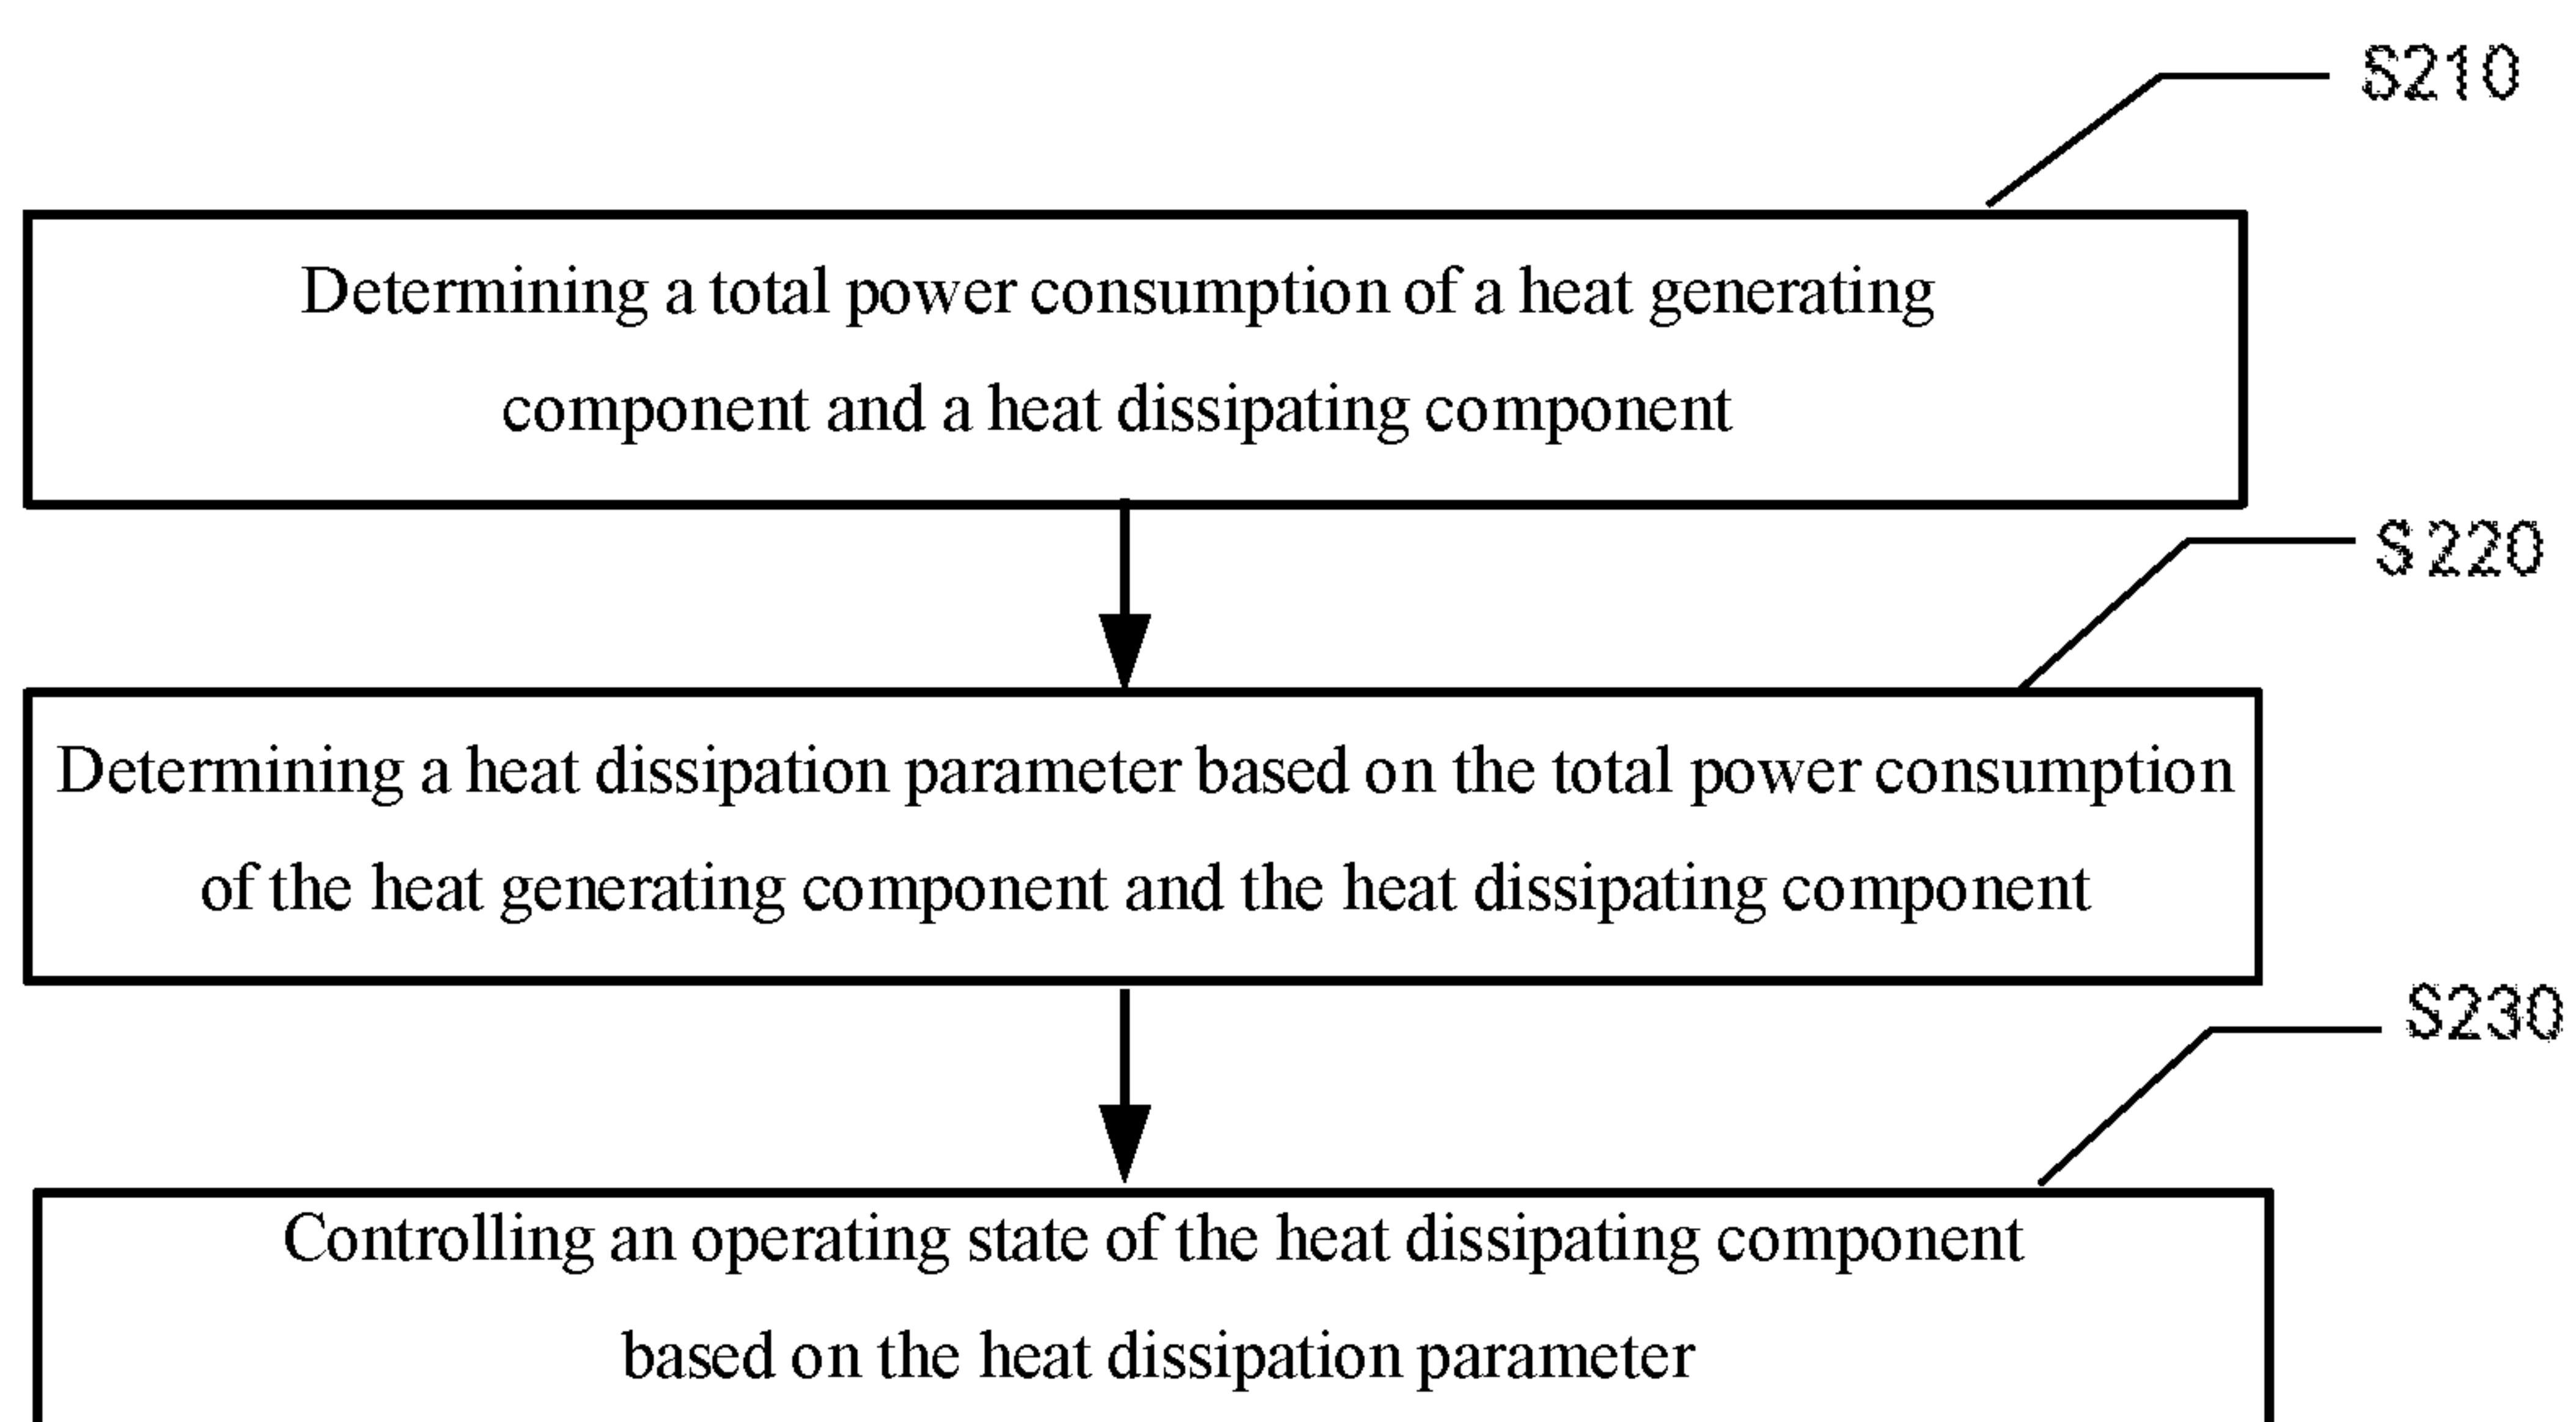 S210
Determining a total power consumption of a heat generating
component and a heat dissipating component
S220
Determining a heat dissipation parameter based on the total power consumption
of the heat generating component and the heat dissipating component
S230
Controlling an operating state of the heat dissipating component
based on the heat dissipation parameter